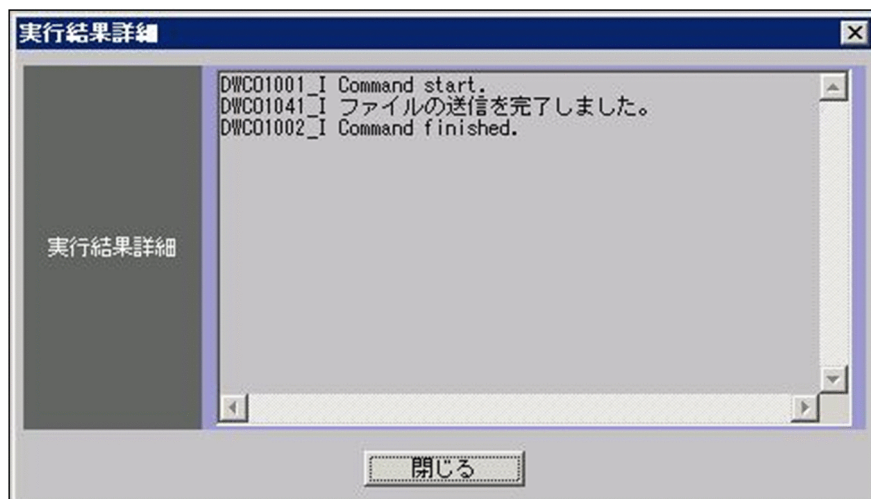 実行結果詳細
DWC01001_I Command start.
DWC01041_I ファイルの送信を完了しました。
DWC01002_I Command finished.
実行結果詳細
閉じる